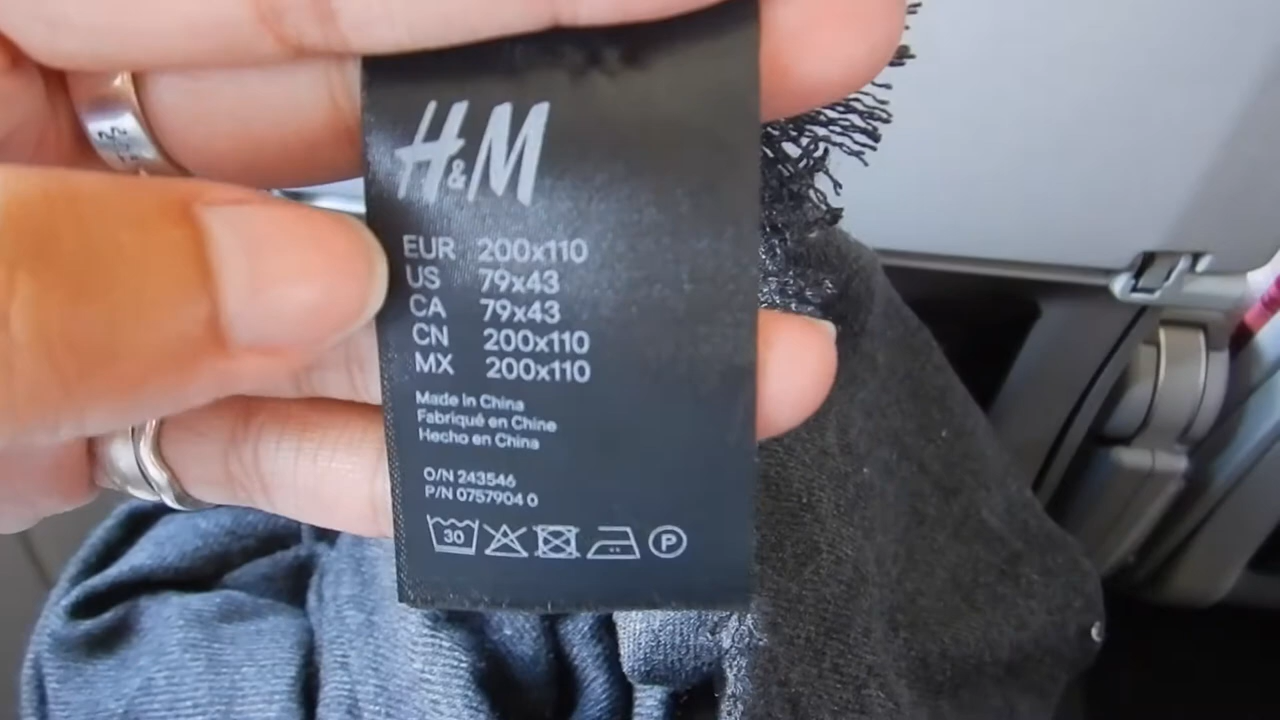 H&M
EUR 200x110
US 79x43
CA 79x43
CN 200x110
MX 200x110
Made in China
Fabriqué en Chine
Hecho en China
O/N 243546
P/N 0757904 0
30 P